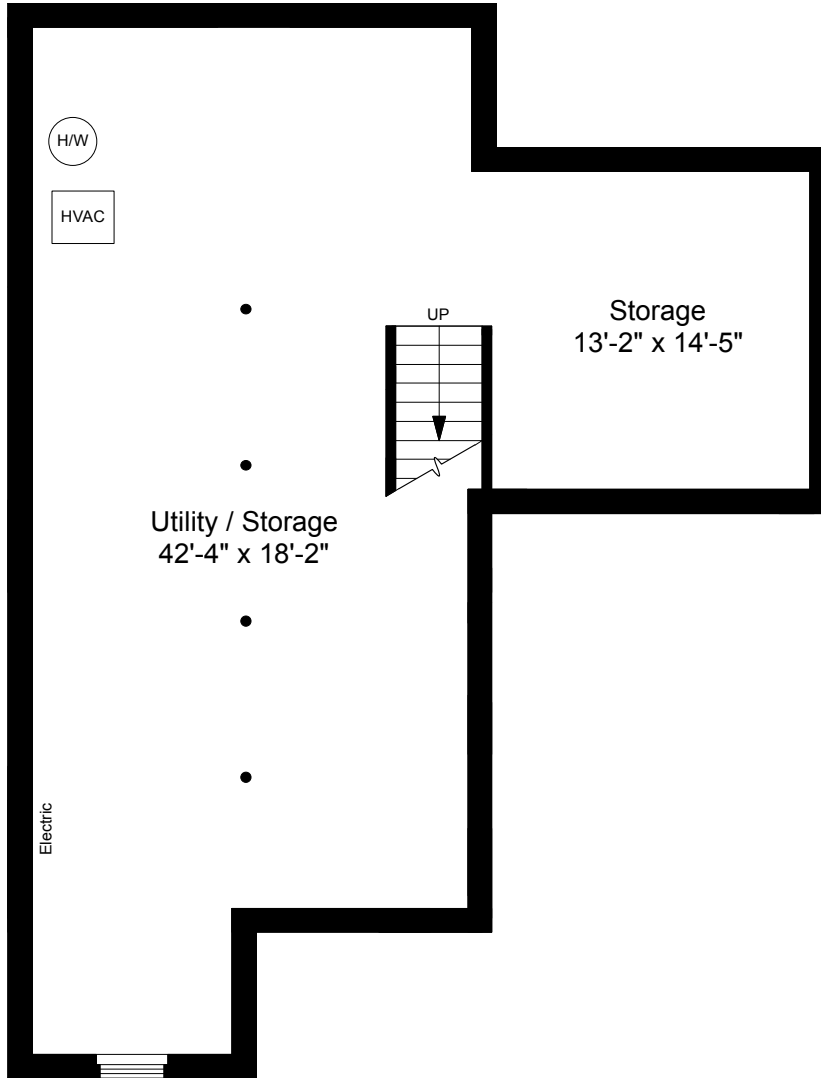 H/W
HVAC
UP
Storage
13'-2" x 14'-5"
Utility / Storage
42'-4" x 18'-2"
Electric